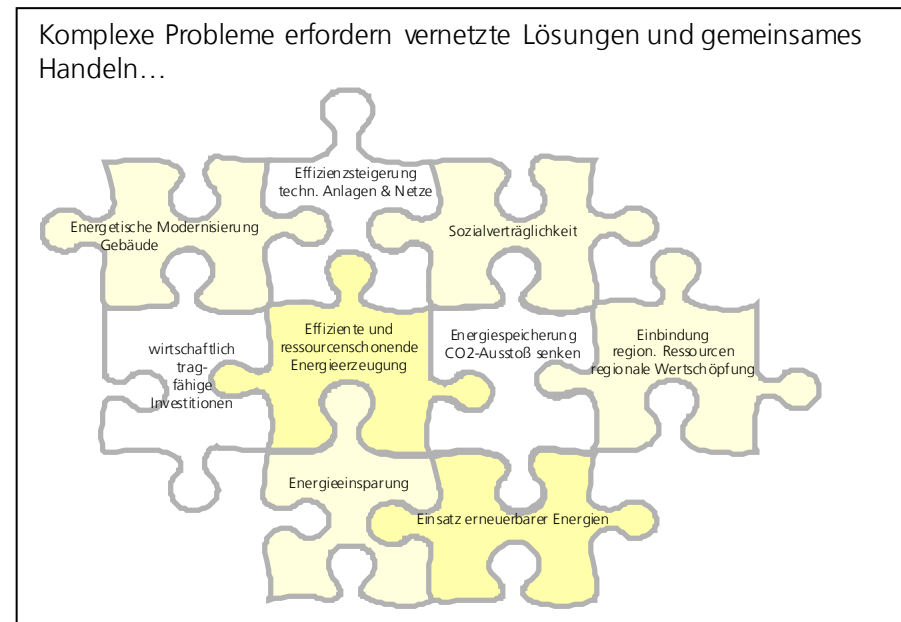 Komplexe Probleme erfordern vernetzte Lösungen und gemeinsames
Handeln...
Effizienzsteigerung
techn. Anlagen & Netze
Energetische Modernisierung
Gebäude
Sozialverträglichkeit
wirtschaftlich
trag-
fähige
Investitionen
Effiziente und
ressourcenschonende
Energieerzeugung
Energiespeicherung
CO2-Ausstoß senken
Einbindung
region. Ressourcen
regionale Wertschöpfung
Energieeinsparung
Einsatz erneuerbarer Energien